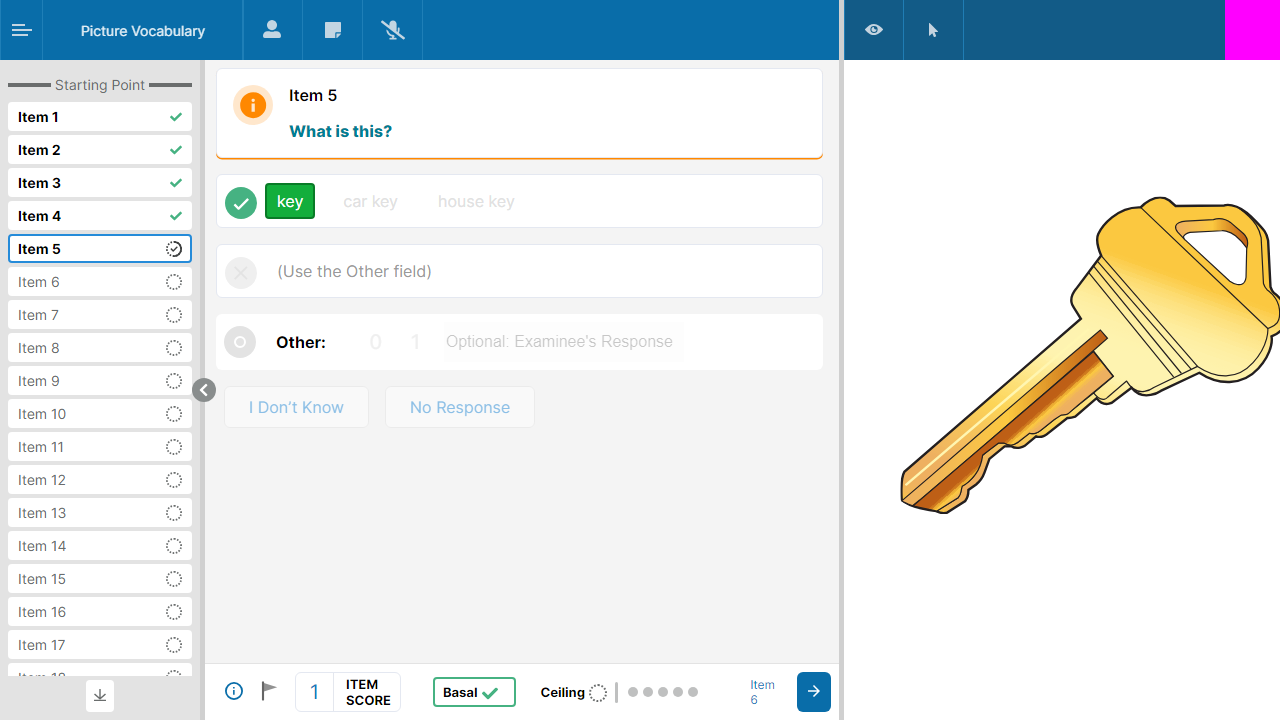 Picture Vocabulary
Starting Point
Item 1
Item 2
Item 3
Item 4
Item 5
Item 6
Item 7
Item 8
Item 9
Item 10
Item 11
Item 12
Item 13
Item 14
Item 15
Item 16
Item 17
Item 18
Item 5
What is this?
key car key house key
(Use the Other field)
Other: 0 1 Optional: Examinee's Response
I Don't Know No Response
1 ITEM SCORE
Basal
Ceiling
Item 6